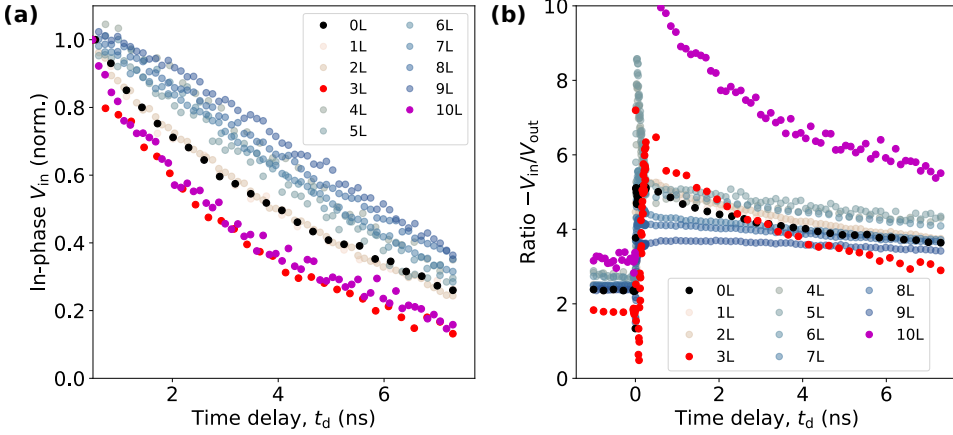 (a)
In-phase V_in (norm.)
1.0
0.8
0.6
0.4
0.2
0.0
2
4
6
Time delay, t_d (ns)
0L
1L
2L
3L
4L
5L
6L
7L
8L
9L
10L
(b)
Ratio −V_in/V_out
10
8
6
4
2
0
0
2
4
6
Time delay, t_d (ns)
0L
1L
2L
3L
4L
5L
6L
7L
8L
9L
10L